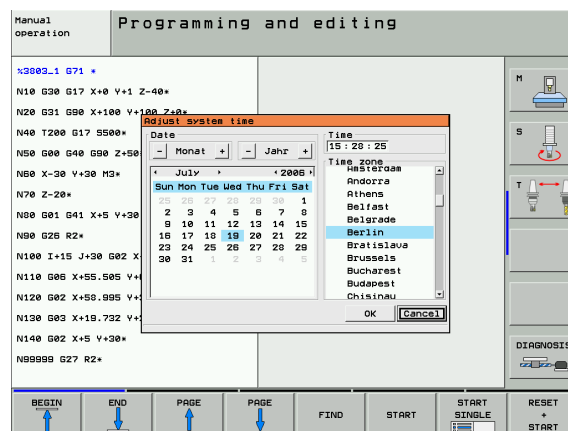 Manual
operation
Programming and editing
%3803_1 G71 *
N10 G30 G17 X+0 Y+1 Z-40*
N20 G31 G90 X+100 Y+100 Z+0*
N40 T200 G17 S500*
N50 G00 G40 G90 Z+50
N60 X-30 Y+30 M3*
N70 Z-20*
N80 G01 G41 X+5 Y+30
N90 G26 R2*
N100 I+15 J+30 G02 X
N110 G06 X+55.505 Y+
N120 G02 X+58.995 Y+
N130 G03 X+19.732 Y+
N140 G02 X+5 Y+30*
N99999 G27 R2*
Adjust system time
Date
- Monat + - Jahr +
July 2006
Sun Mon Tue Wed Thu Fri Sat
25 26 27 28 29 30 1
2 3 4 5 6 7 8
9 10 11 12 13 14 15
16 17 18 19 20 21 22
23 24 25 26 27 28 29
30 31 1 2 3 4 5
Time
15:28:25
Time zone
Amsterdam
Andorra
Athens
Belfast
Belgrade
Berlin
Bratislava
Brussels
Bucharest
Budapest
Chisinau
OK Cancel
M
S
T
DIAGNOSIS
BEGIN
END
PAGE
PAGE
FIND
START
START
SINGLE
RESET
+
START